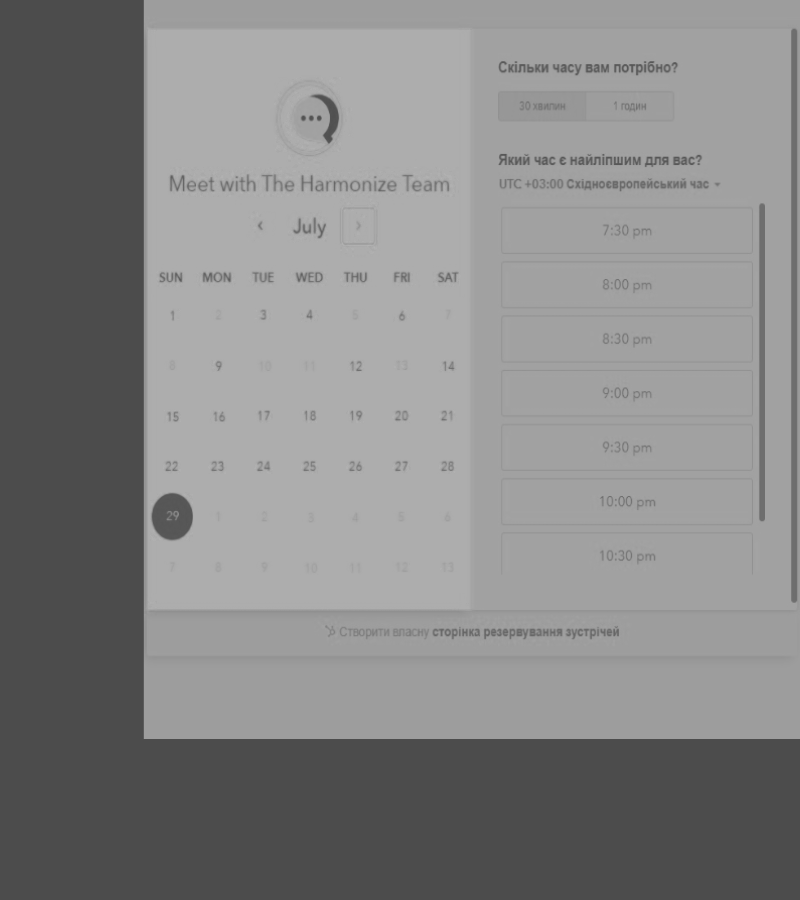 Meet with The Harmonize Team
July
SUN MON TUE WED THU FRI SAT
1 2 3 4 5 6 7
8 9 10 11 12 13 14
15 16 17 18 19 20 21
22 23 24 25 26 27 28
29 1 2 3 4 5 6
7 8 9 10 11 12 13
Скільки часу вам потрібно?
30 хвилин 1 годин
Який час є найліпшим для вас?
UTC +03:00 Східноєвропейський час
7:30 pm
8:00 pm
8:30 pm
9:00 pm
9:30 pm
10:00 pm
10:30 pm
Створити власну сторінка резервування зустрічей